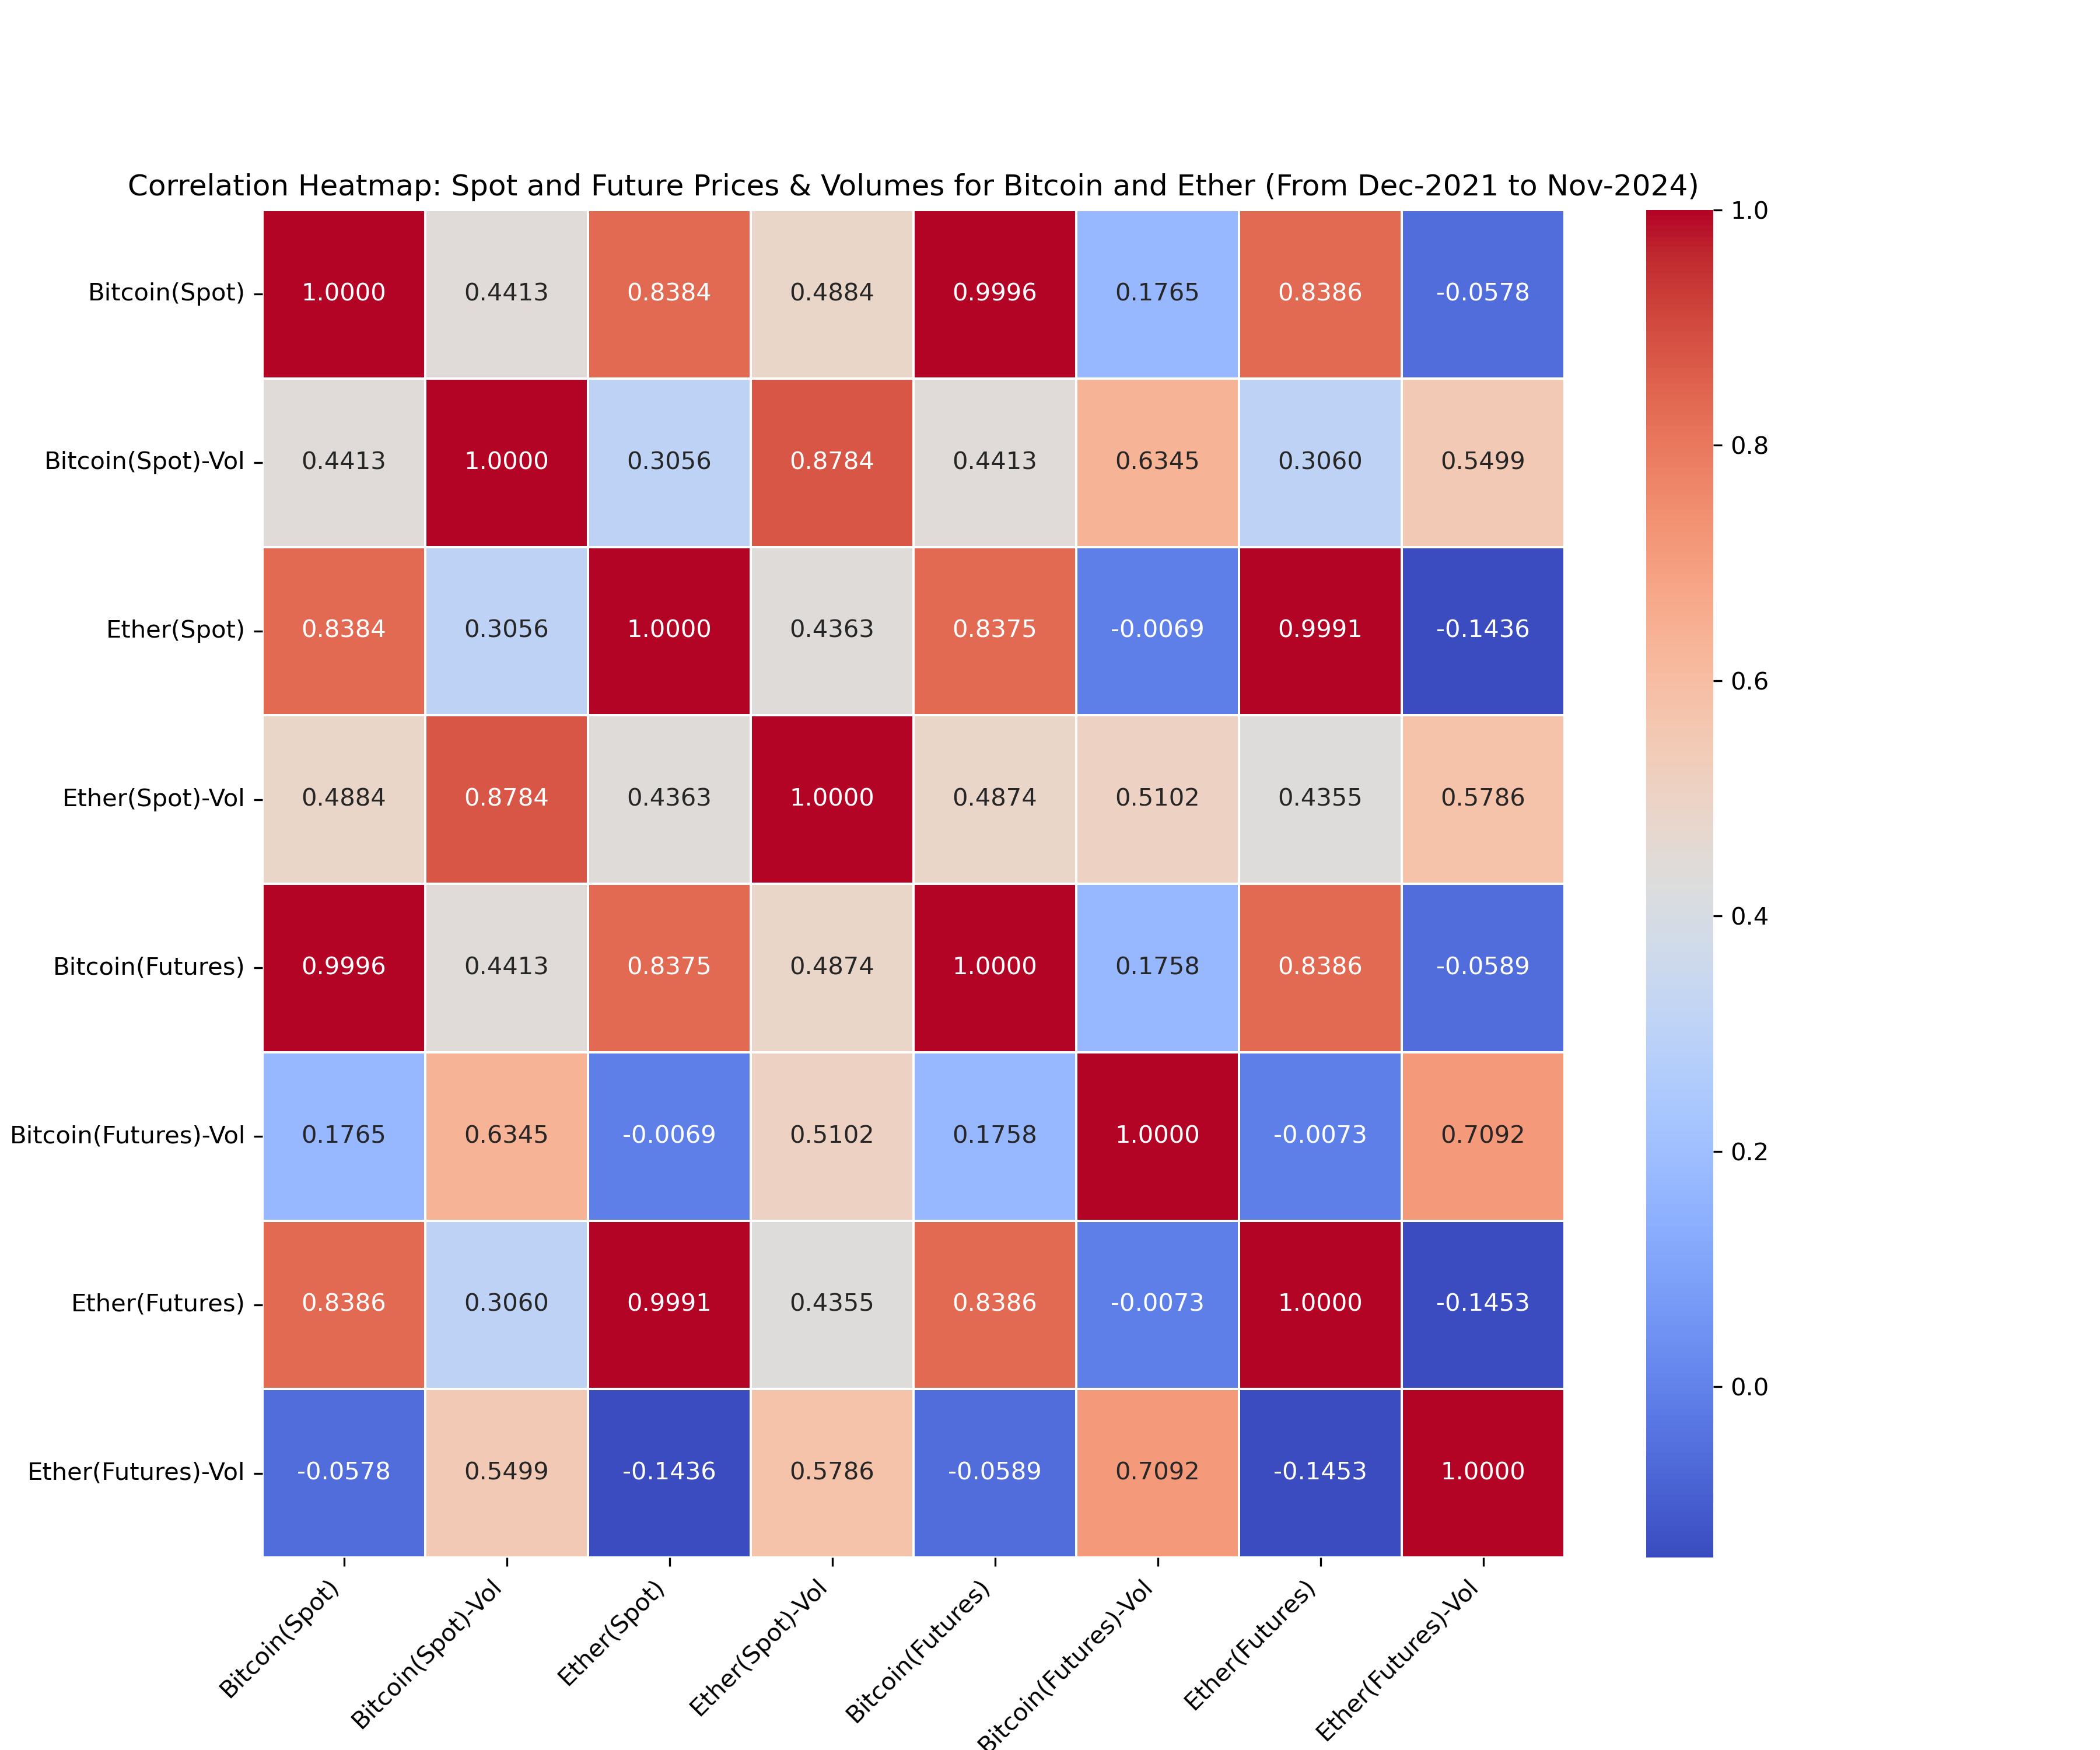 Correlation Heatmap: Spot and Future Prices & Volumes for Bitcoin and Ether (From Dec-2021 to Nov-2024)
1.0
Bitcoin(Spot) 1.0000 0.4413 0.8384 0.4884 0.9996 0.1765 0.8386 -0.0578
0.8
Bitcoin(Spot)-Vol 0.4413 1.0000 0.3056 0.8784 0.4413 0.6345 0.3060 0.5499
Ether(Spot) 0.8384 0.3056 1.0000 0.4363 0.8375 -0.0069 0.9991 -0.1436
0.6
Ether(Spot)-Vol 0.4884 0.8784 0.4363 1.0000 0.4874 0.5102 0.4355 0.5786
0.4
Bitcoin(Futures) 0.9996 0.4413 0.8375 0.4874 1.0000 0.1758 0.8386 -0.0589
Bitcoin(Futures)-Vol 0.1765 0.6345 -0.0069 0.5102 0.1758 1.0000 -0.0073 0.7092
0.2
Ether(Futures) 0.8386 0.3060 0.9991 0.4355 0.8386 -0.0073 1.0000 -0.1453
0.0
Ether(Futures)-Vol -0.0578 0.5499 -0.1436 0.5786 -0.0589 0.7092 -0.1453 1.0000
Bitcoin(Spot)
Bitcoin(Spot)-Vol
Ether(Spot)
Ether(Spot)-Vol
Bitcoin(Futures)
Bitcoin(Futures)-Vol
Ether(Futures)
Ether(Futures)-Vol